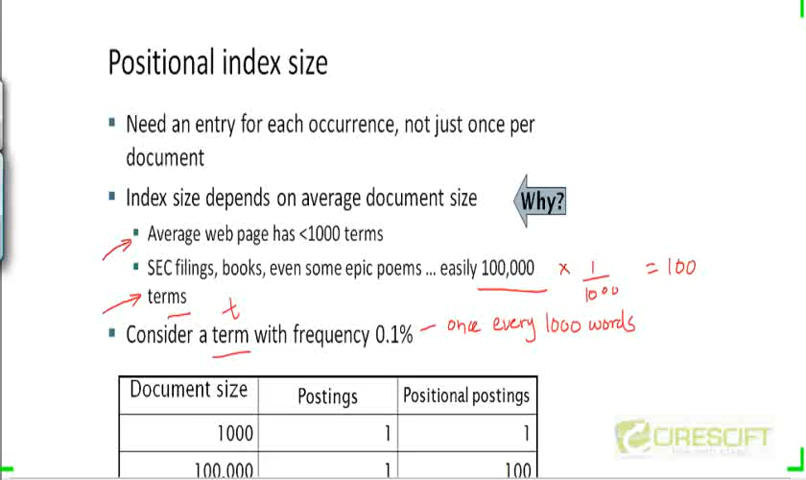 Positional index size
Need an entry for each occurrence, not just once per
document
Index size depends on average document size
Why?
Average web page has <1000 terms
SEC filings, books, even some epic poems … easily 100,000 × 1/1000 = 100
terms
t
Consider a term with frequency 0.1% – once every 1000 words
Document size Postings Positional postings
1000 1 1
100,000 1 100